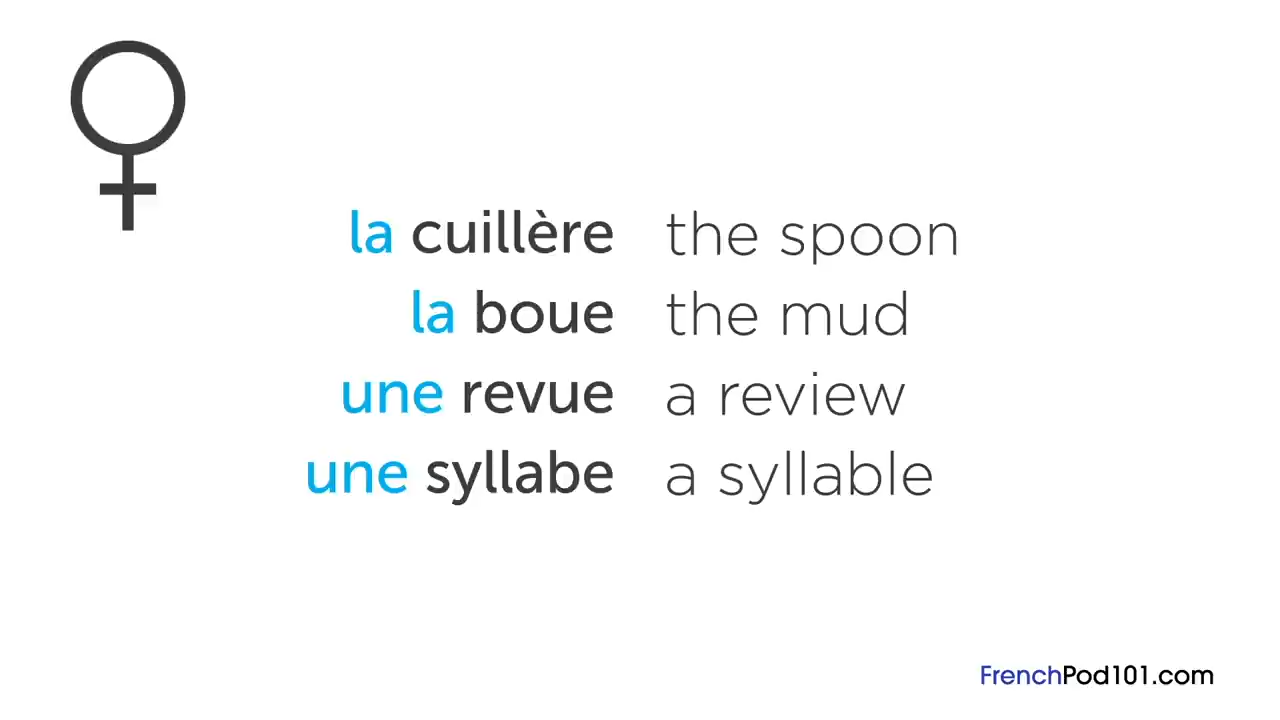 la cuillère the spoon
la boue the mud
une revue a review
une syllabe a syllable
FrenchPod101.com